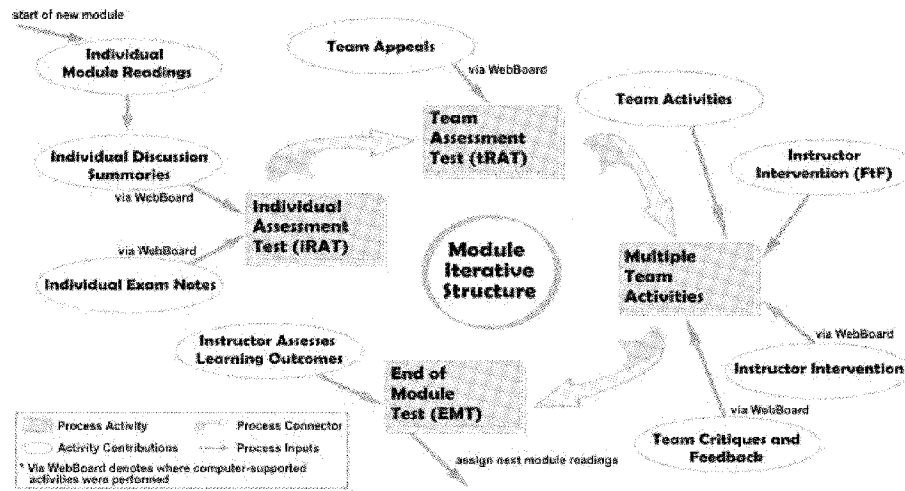 start of new module
Individual
Module Readings
Individual Discussion
Summaries
via WebBoard
via WebBoard
Individual Exam Notes
Individual
Assessment
Test (iRAT)
Team Appeals
via WebBoard
Team
Assessment
Test (tRAT)
Team Activities
Instructor
Intervention (FtF)
Module
Iterative
Structure
Multiple
Team
Activities
via WebBoard
Instructor Intervention
via WebBoard
Team Critiques and
Feedback
Instructor Assesses
Learning Outcomes
End of
Module
Test (EMT)
assign next module readings
Process Activity
Process Connector
Activity Contributions
Process Inputs
* Via WebBoard denotes where computer-supported
activities were performed